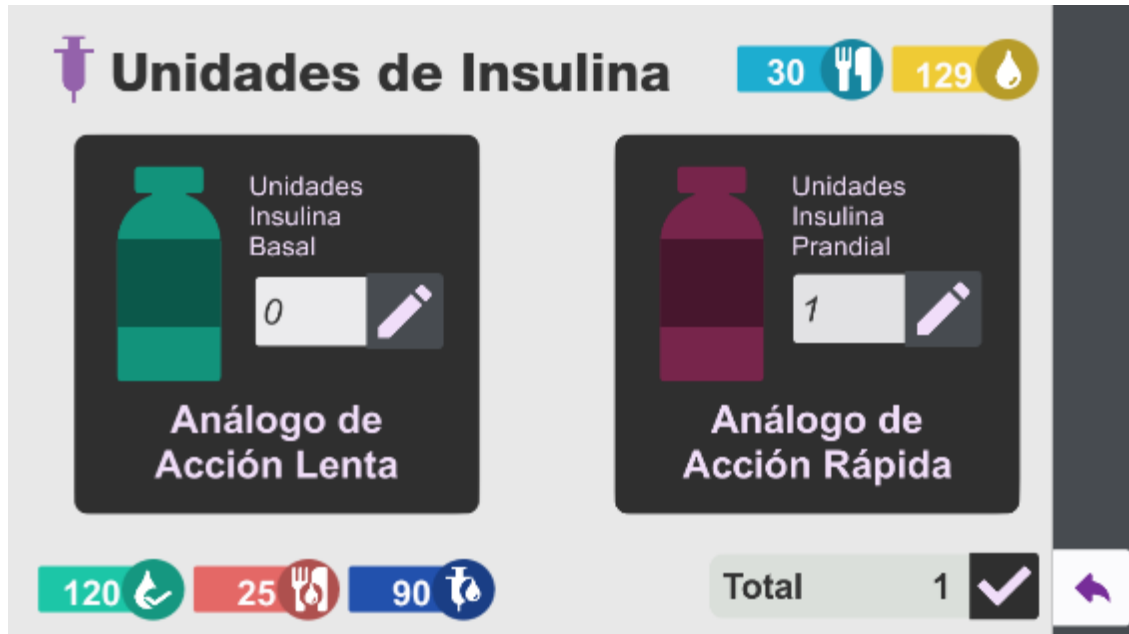 Unidades de Insulina
30
129
Unidades
Insulina
Basal
0
Análogo de
Acción Lenta
Unidades
Insulina
Prandial
1
Análogo de
Acción Rápida
120
25
90
Total 1